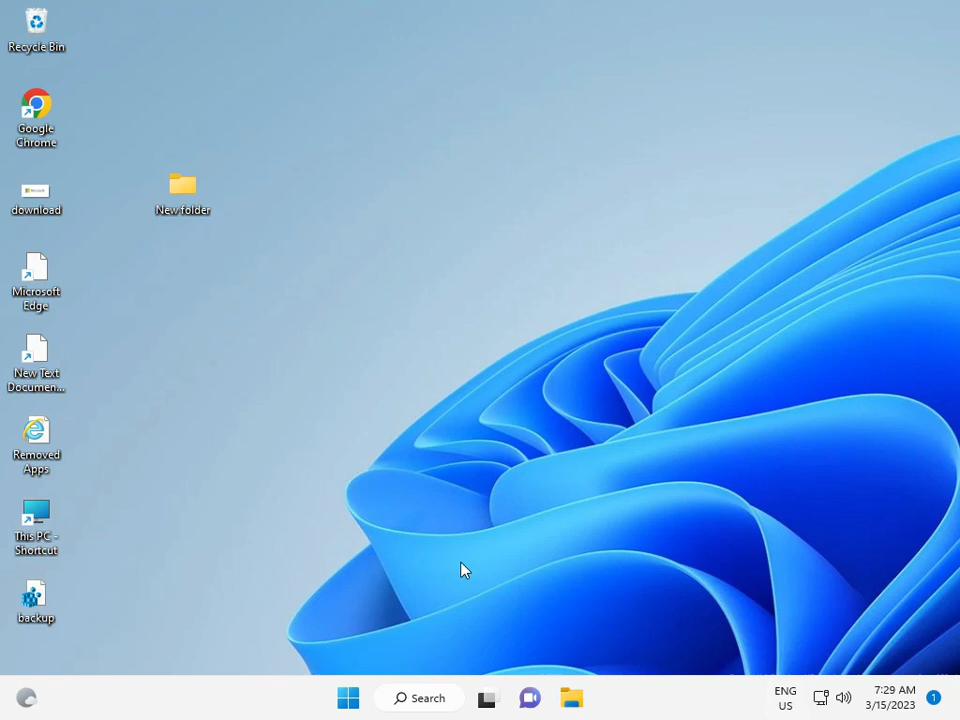 Recycle Bin
Google
Chrome
download
New folder
Microsoft
Edge
New Text
Documen...
Removed
Apps
This PC -
Shortcut
backup
Search
ENG
US
7:29 AM
3/15/2023
1